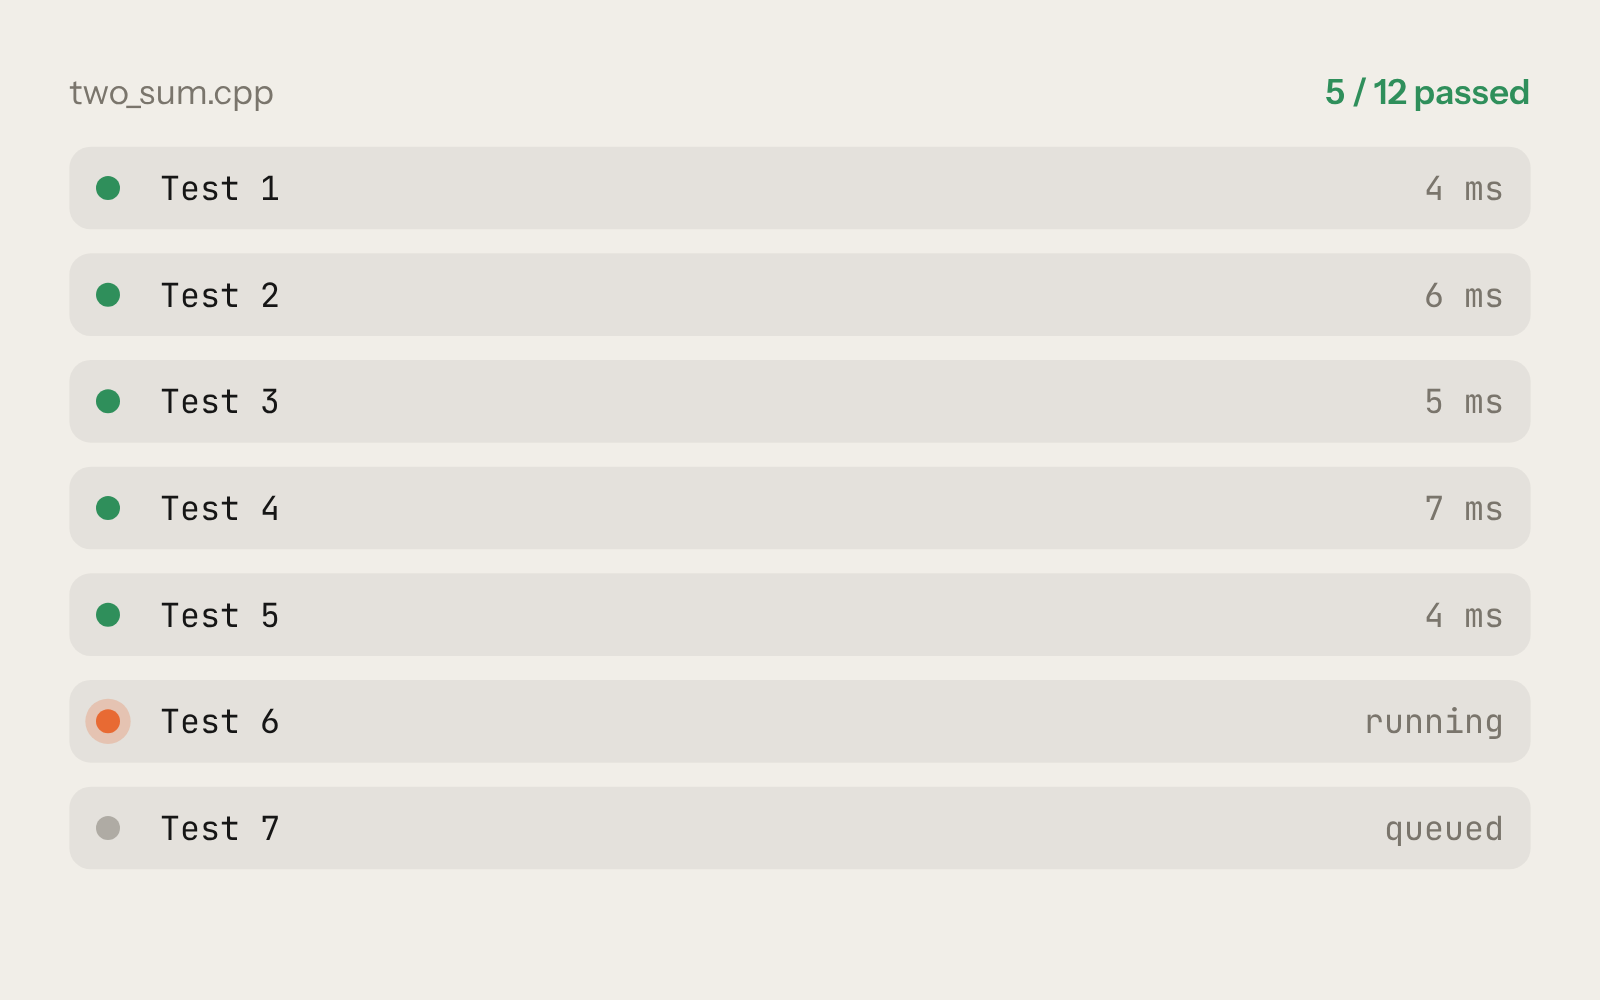 two_sum.cpp 5 / 12 passed
Test 1 4 ms
Test 2 6 ms
Test 3 5 ms
Test 4 7 ms
Test 5 4 ms
Test 6 running
Test 7 queued